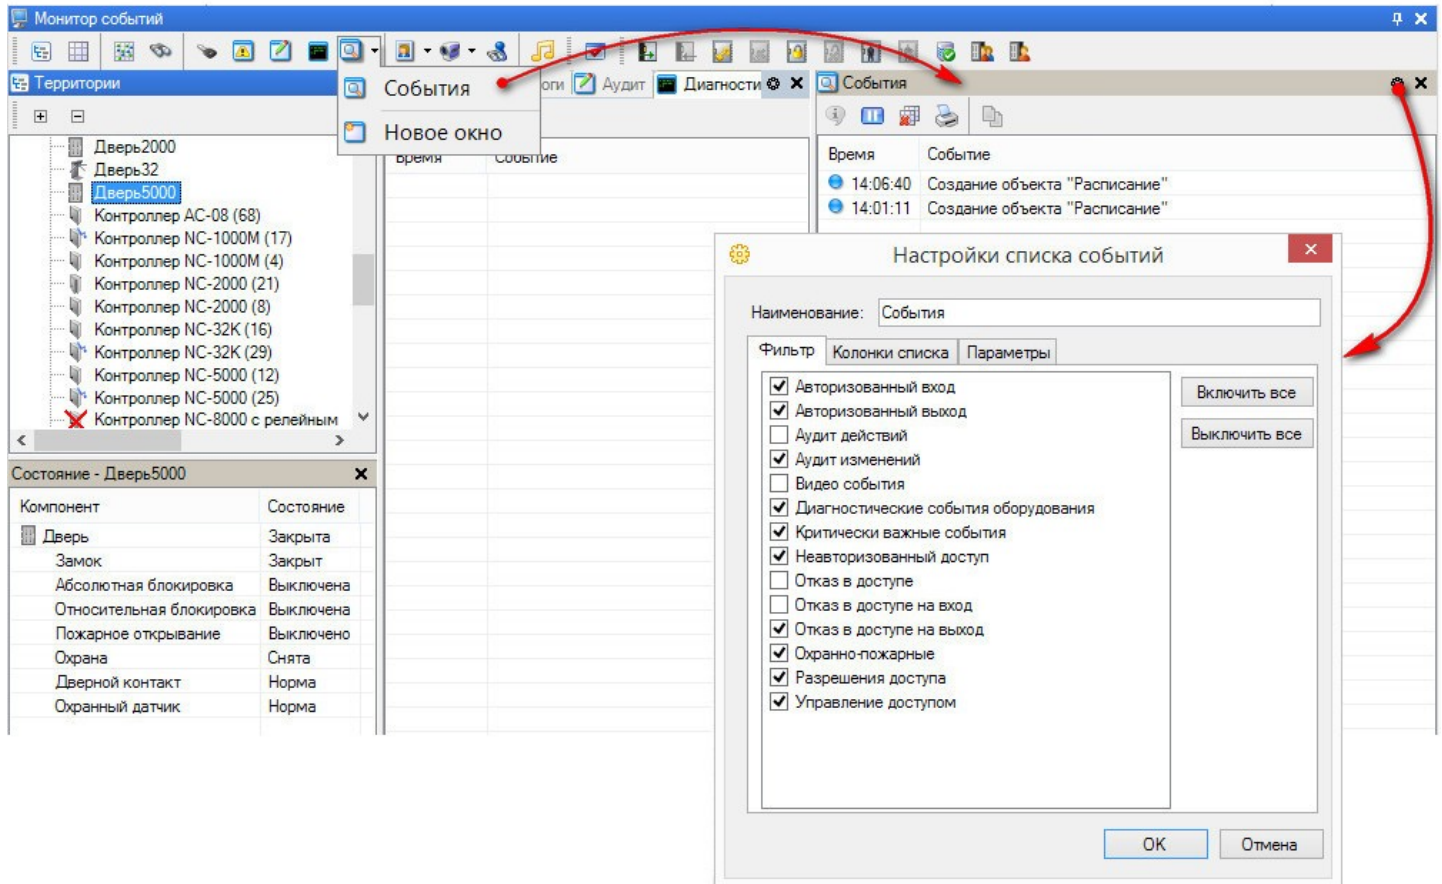 Монитор событий
События
Новое окно
Территории
оги
Аудит
Диагности
События
Дверь2000
Дверь32
Дверь5000
Контроллер AC-08 (68)
Контроллер NC-1000M (17)
Контроллер NC-1000M (4)
Контроллер NC-2000 (21)
Контроллер NC-2000 (8)
Контроллер NC-32K (16)
Контроллер NC-32K (29)
Контроллер NC-5000 (12)
Контроллер NC-5000 (25)
Контроллер NC-8000 с релейным
Время Событие
Время Событие
14:06:40 Создание объекта "Расписание"
14:01:11 Создание объекта "Расписание"
Состояние - Дверь5000
Компонент Состояние
Дверь Закрыта
Замок Закрыт
Абсолютная блокировка Выключена
Относительная блокировка Выключена
Пожарное открывание Выключено
Охрана Снята
Дверной контакт Норма
Охранный датчик Норма
Настройки списка событий
Наименование: События
Фильтр Колонки списка Параметры
Авторизованный вход
Авторизованный выход
Аудит действий
Аудит изменений
Видео события
Диагностические события оборудования
Критически важные события
Неавторизованный доступ
Отказ в доступе
Отказ в доступе на вход
Отказ в доступе на выход
Охранно-пожарные
Разрешения доступа
Управление доступом
Включить все
Выключить все
OK Отмена